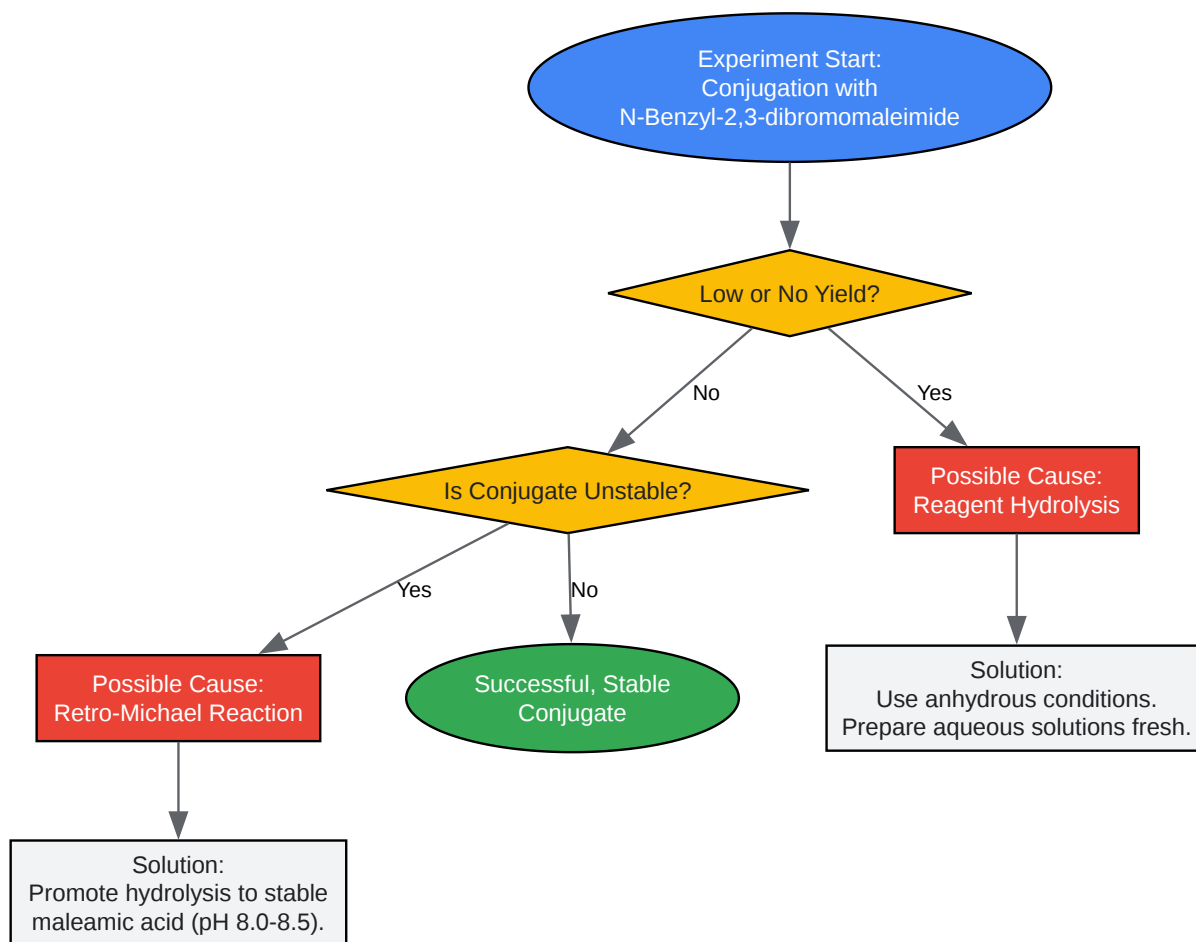 Experiment Start:
Conjugation with
N-Benzyl-2,3-dibromomaleimide
Low or No Yield?
No
Yes
Is Conjugate Unstable?
Possible Cause:
Reagent Hydrolysis
Yes
No
Possible Cause:
Retro-Michael Reaction
Successful, Stable
Conjugate
Solution:
Use anhydrous conditions.
Prepare aqueous solutions fresh.
Solution:
Promote hydrolysis to stable
maleamic acid (pH 8.0-8.5).